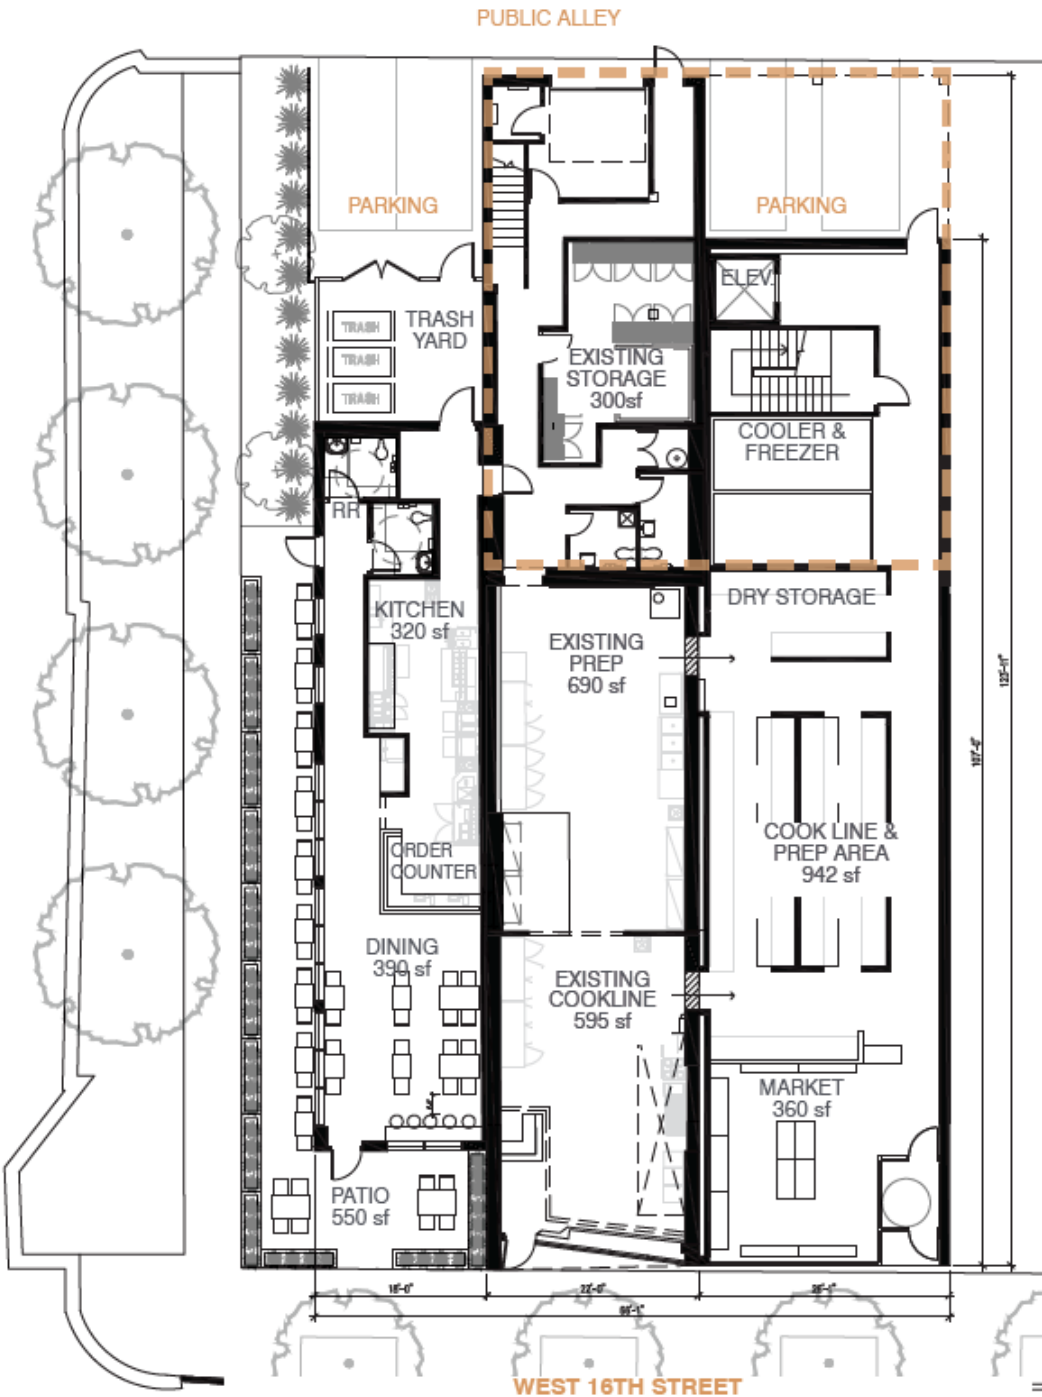 PUBLIC ALLEY
PARKING
PARKING
ELEV.
TRASH
TRASH
TRASH
TRASH
YARD
EXISTING
STORAGE
300sf
COOLER &
FREEZER
RR
KITCHEN
320 sf
DRY STORAGE
EXISTING
PREP
690 sf
COOK LINE &
PREP AREA
942 sf
ORDER
COUNTER
DINING
390 sf
EXISTING
COOKLINE
595 sf
MARKET
360 sf
PATIO
550 sf
22'-0"
WEST 16TH STREET